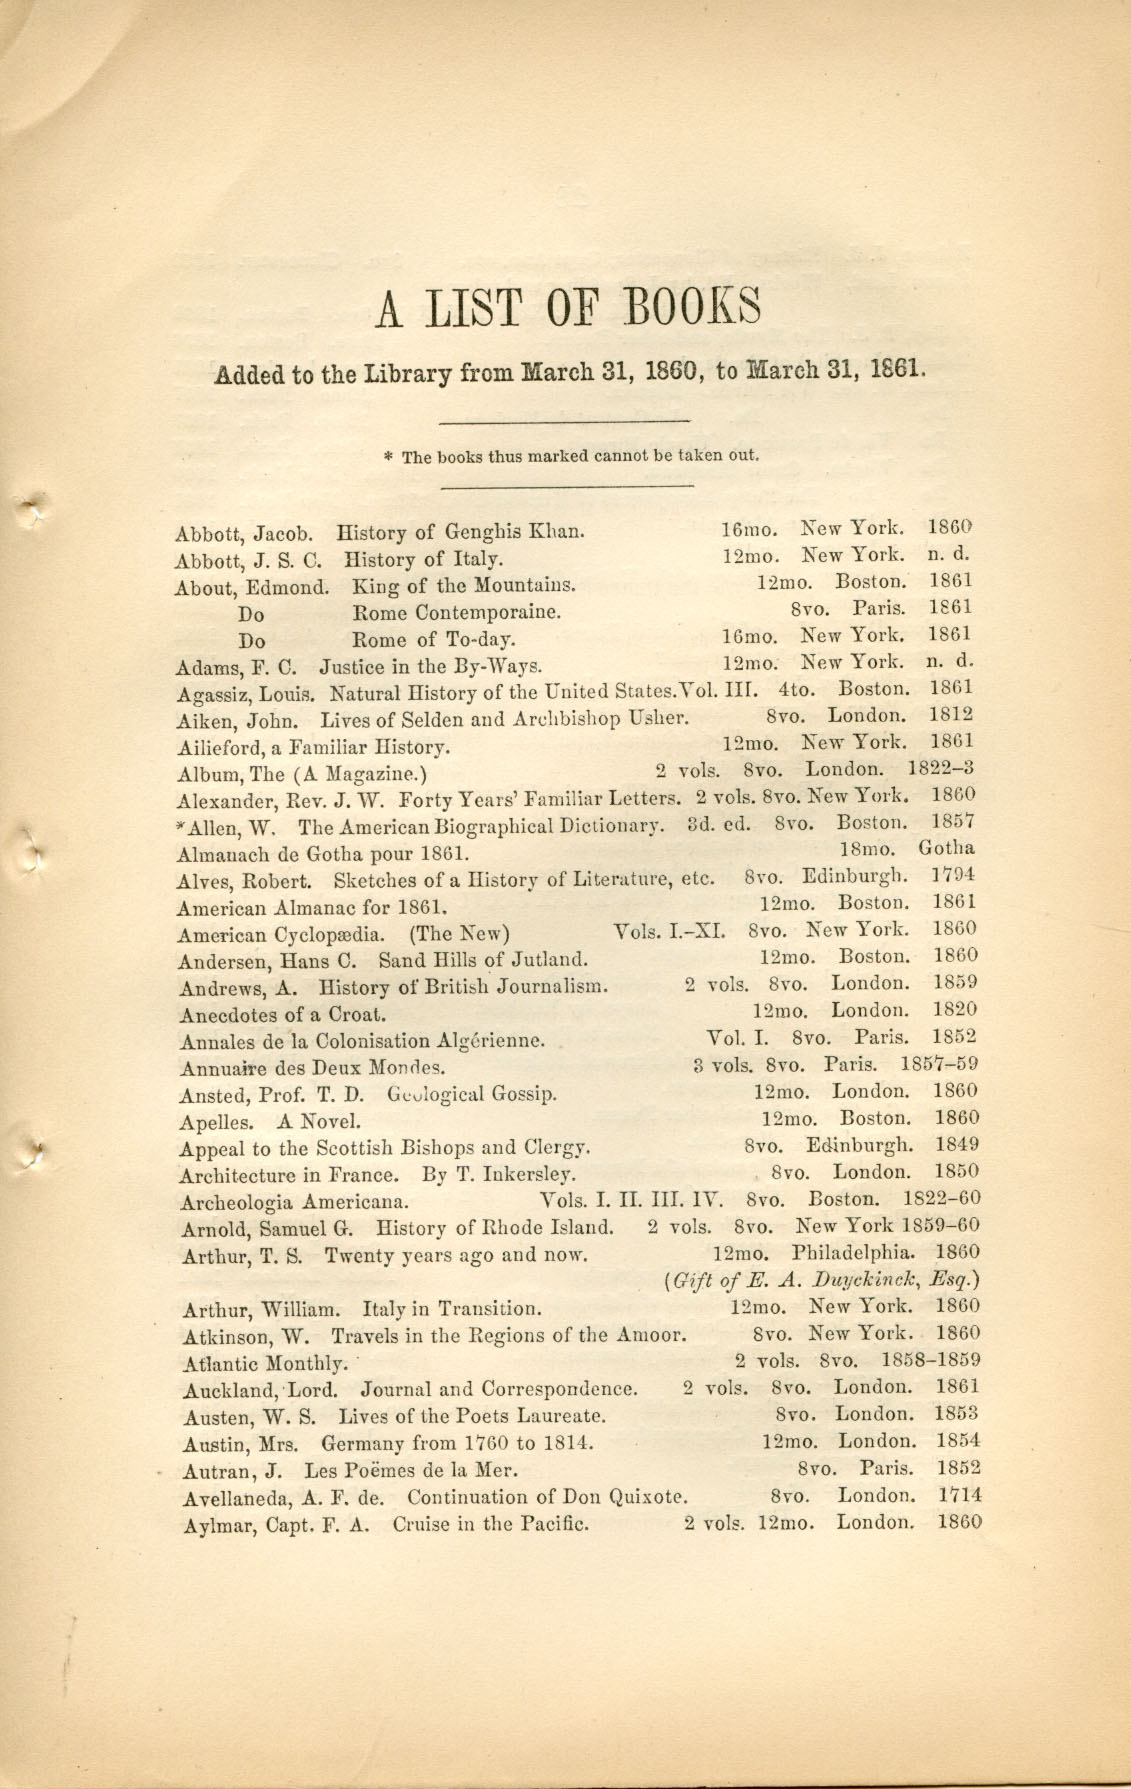 A LIST OF BOOKS
Added to the Library from March 31, 1860, to March 31, 1861.
* The books thus marked cannot be taken out.
Abbott, Jacob. History of Genghis Khan. 16mo. New York. 1860
Abbott, J. S. C. History of Italy. 12mo. New York. n. d.
About, Edmond. King of the Mountains. 12mo. Boston. 1861
Do Rome Contemporaine. 8vo. Paris. 1861
Do Rome of To-day. 16mo. New York. 1861
Adams, F. C. Justice in the By-Ways. 12mo. New York. n. d.
Agassiz, Louis. Natural History of the United States. Vol. III. 4to. Boston. 1861
Aiken, John. Lives of Selden and Archbishop Usher. 8vo. London. 1812
Ailieford, a Familiar History. 12mo. New York. 1861
Album, The (A Magazine.) 2 vols. 8vo. London. 1822-3
Alexander, Rev. J. W. Forty Years' Familiar Letters. 2 vols. 8vo. New York. 1860
*Allen, W. The American Biographical Dictionary. 3d. ed. 8vo. Boston. 1857
Almanach de Gotha pour 1861. 18mo. Gotha
Alves, Robert. Sketches of a History of Literature, etc. 8vo. Edinburgh. 1794
American Almanac for 1861. 12mo. Boston. 1861
American Cyclopædia. (The New) Vols. I.-XI. 8vo. New York. 1860
Andersen, Hans C. Sand Hills of Jutland. 12mo. Boston. 1860
Andrews, A. History of British Journalism. 2 vols. 8vo. London. 1859
Anecdotes of a Croat. 12mo. London. 1820
Annales de la Colonisation Algérienne. Vol. I. 8vo. Paris. 1852
Annuaire des Deux Mondes. 3 vols. 8vo. Paris. 1857-59
Ansted, Prof. T. D. Geological Gossip. 12mo. London. 1860
Apelles. A Novel. 12mo. Boston. 1860
Appeal to the Scottish Bishops and Clergy. 8vo. Edinburgh. 1849
Architecture in France. By T. Inkersley. 8vo. London. 1850
Archeologia Americana. Vols. I. II. III. IV. 8vo. Boston. 1822-60
Arnold, Samuel G. History of Rhode Island. 2 vols. 8vo. New York 1859-60
Arthur, T. S. Twenty years ago and now. 12mo. Philadelphia. 1860
(Gift of E. A. Duyckinck, Esq.)
Arthur, William. Italy in Transition. 12mo. New York. 1860
Atkinson, W. Travels in the Regions of the Amoor. 8vo. New York. 1860
Atlantic Monthly. 2 vols. 8vo. 1858-1859
Auckland, Lord. Journal and Correspondence. 2 vols. 8vo. London. 1861
Austen, W. S. Lives of the Poets Laureate. 8vo. London. 1853
Austin, Mrs. Germany from 1760 to 1814. 12mo. London. 1854
Autran, J. Les Poëmes de la Mer. 8vo. Paris. 1852
Avellaneda, A. F. de. Continuation of Don Quixote. 8vo. London. 1714
Aylmar, Capt. F. A. Cruise in the Pacific. 2 vols. 12mo. London. 1860